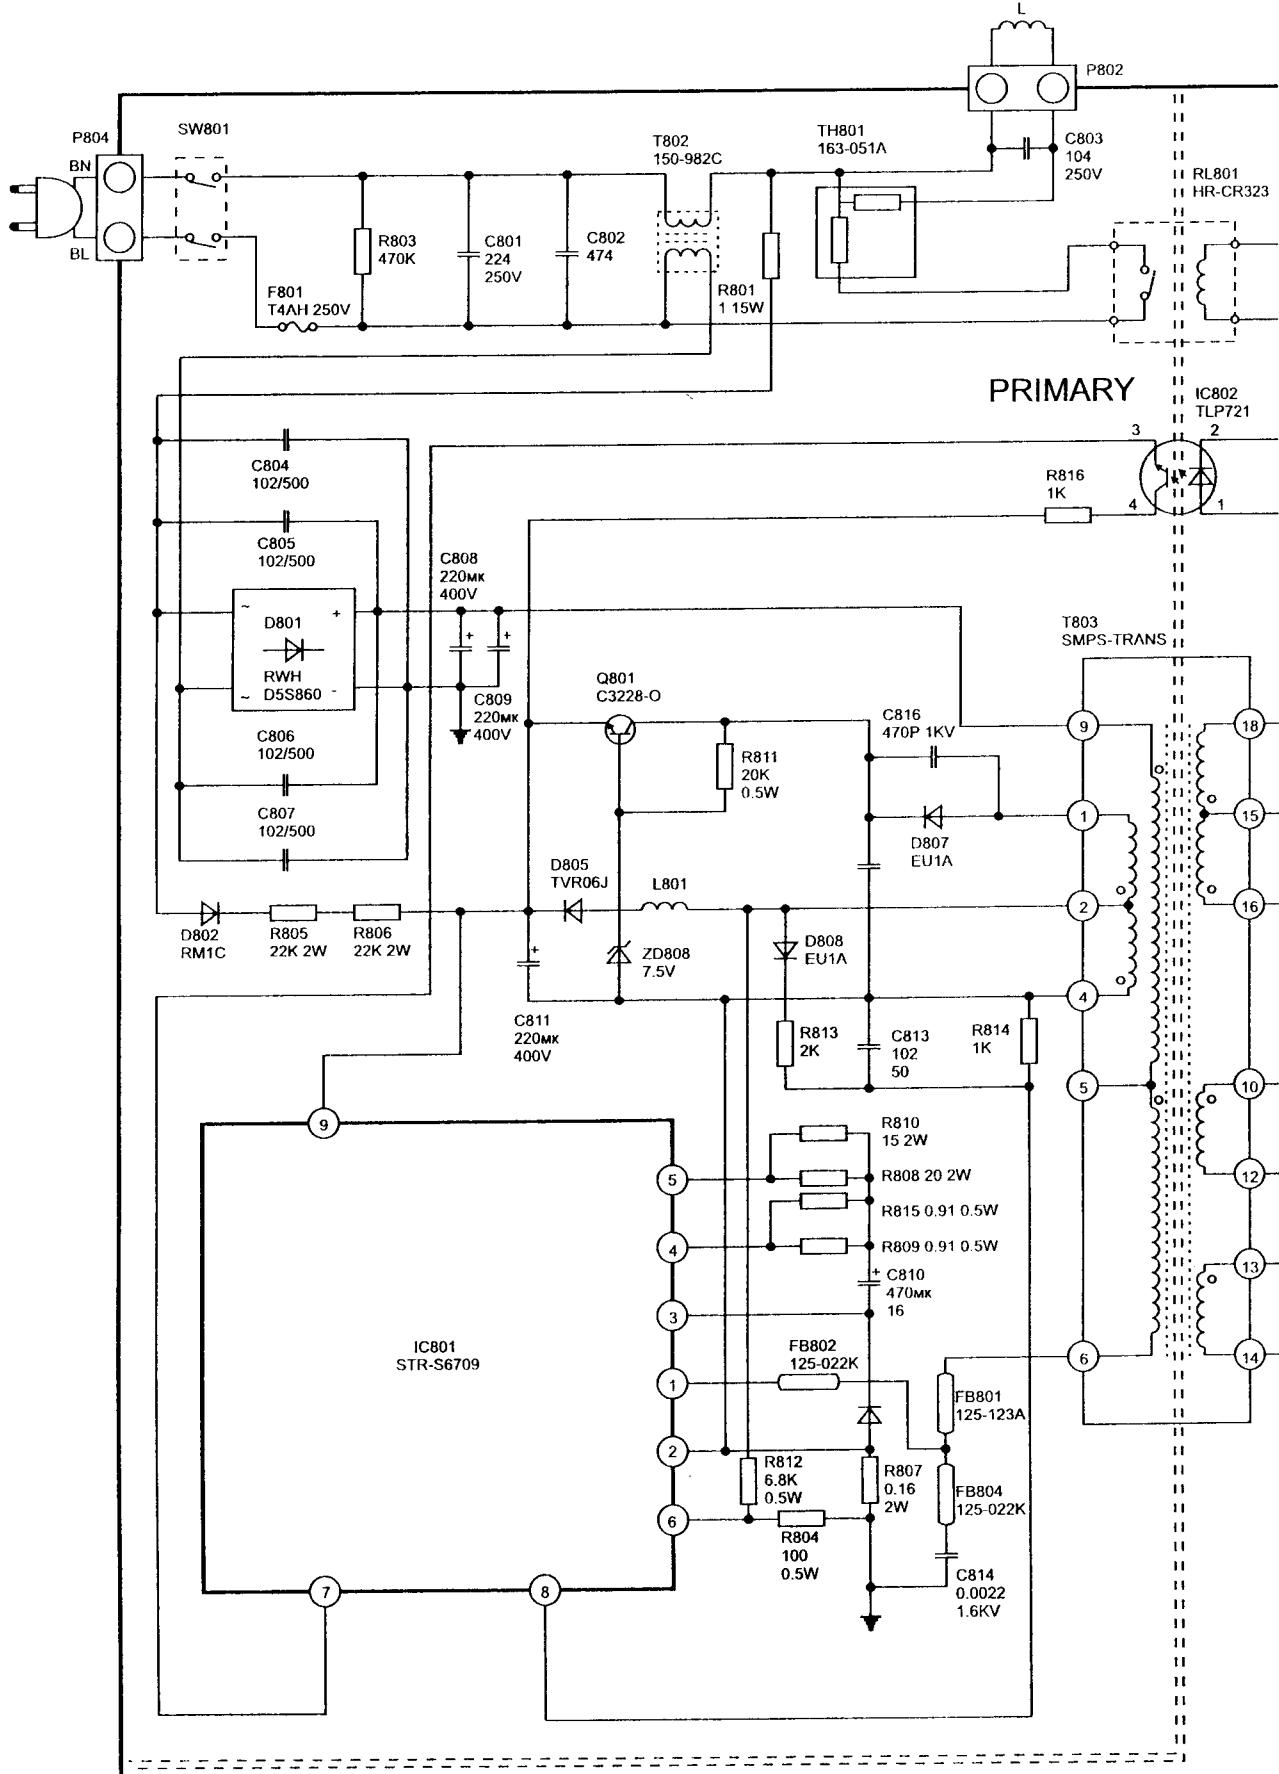 L
P802
SW801
P804
BN
BL
T802
150-982C
TH801
163-051A
C803
104
250V
RL801
HR-CR323
R803
470K
C801
224
250V
C802
474
R801
1 15W
F801
T4AH 250V
PRIMARY
IC802
TLP721
3
2
4
1
R816
1K
C804
102/500
C805
102/500
C808
220мк
400V
~
+
D801
RWH
D5S860
~
-
+
+
C809
220мк
400V
Q801
C3228-O
T803
SMPS-TRANS
C806
102/500
C807
102/500
R811
20K
0.5W
C816
470P 1KV
D807
EU1A
9
1
2
4
5
6
18
15
16
10
12
13
14
D802
RM1C
R805
22K 2W
R806
22K 2W
D805
TVR06J
L801
ZD808
7.5V
D808
EU1A
+
C811
220мк
400V
R813
2K
C813
102
50
R814
1K
9
5
4
3
1
2
6
7
8
IC801
STR-S6709
R810
15 2W
R808 20 2W
R815 0.91 0.5W
R809 0.91 0.5W
+
C810
470мк
16
FB802
125-022K
FB801
125-123A
R812
6.8K
0.5W
R807
0.16
2W
FB804
125-022K
R804
100
0.5W
C814
0.0022
1.6KV